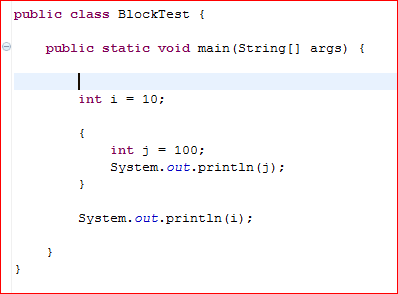 public class BlockTest {
public static void main(String[] args) {
int i = 10;
{
int j = 100;
System.out.println(j);
}
System.out.println(i);
}
}